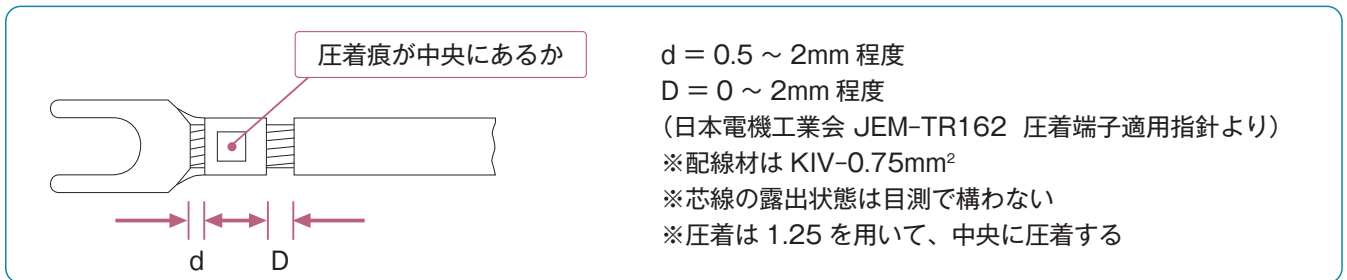 圧着痕が中央にあるか
d D
d = 0.5 ～ 2mm 程度
D = 0 ～ 2mm 程度
(日本電機工業会 JEM-TR162 圧着端子適用指針より)
※配線材は KIV-0.75mm²
※芯線の露出状態は目測で構わない
※圧着は 1.25 を用いて、中央に圧着する